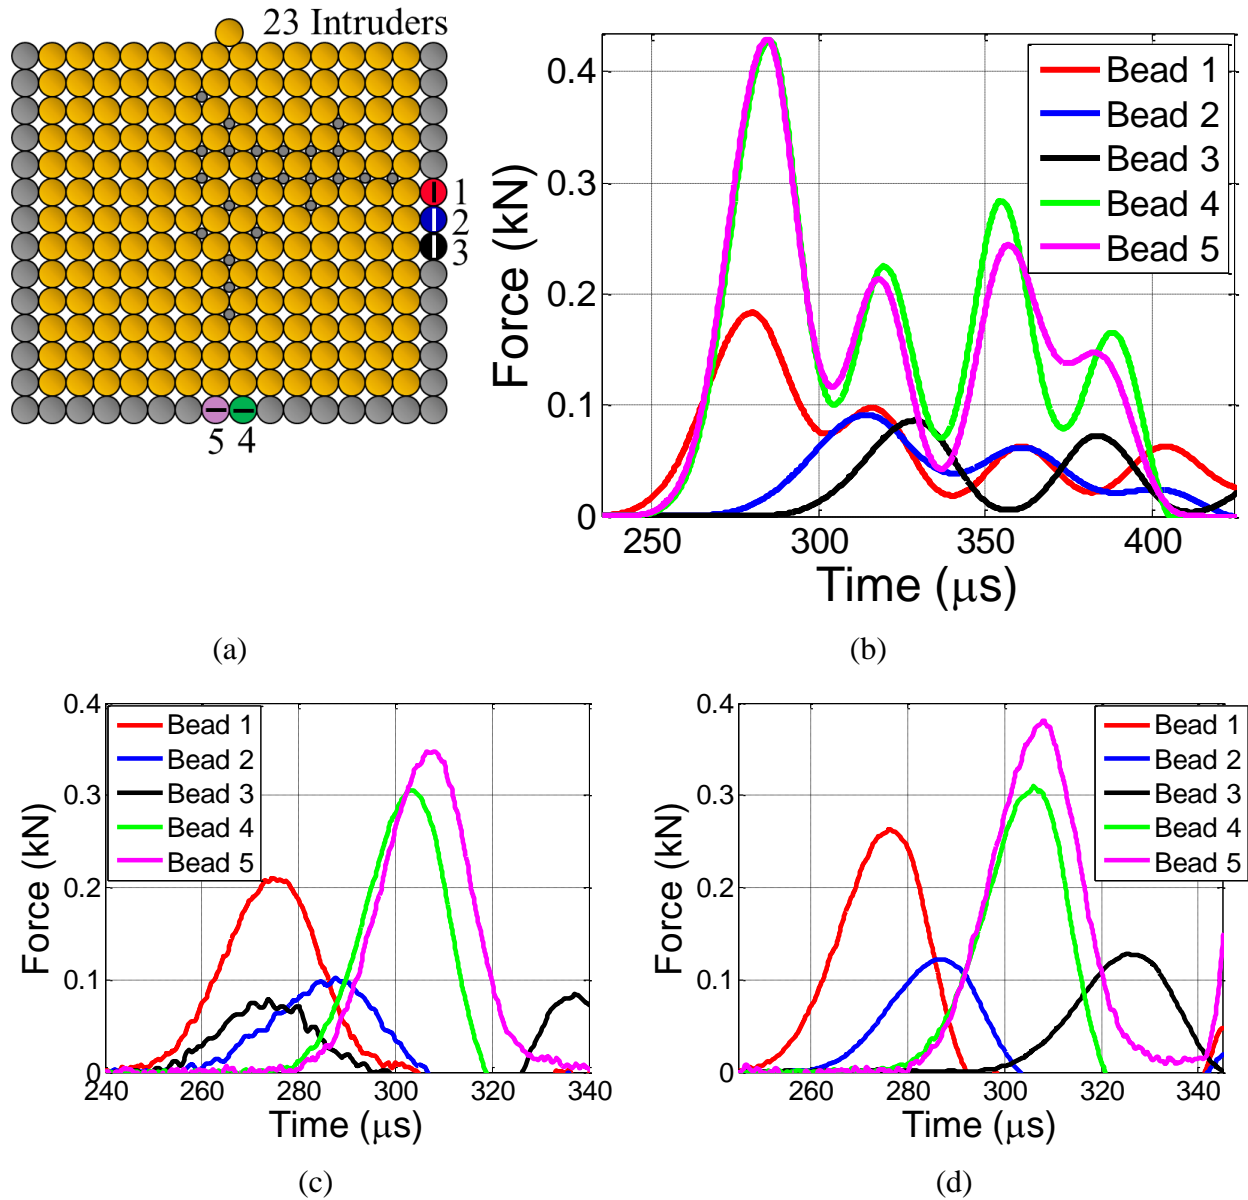 23 Intruders
1
2
3
5 4
(a)
Force (kN)
0.4
0.3
0.2
0.1
0
250 300 350 400
Time (μs)
Bead 1
Bead 2
Bead 3
Bead 4
Bead 5
(b)
Force (kN)
0.4
0.3
0.2
0.1
0
240 260 280 300 320 340
Time (μs)
Bead 1
Bead 2
Bead 3
Bead 4
Bead 5
(c)
Force (kN)
0.4
0.3
0.2
0.1
0
260 280 300 320 340
Time (μs)
Bead 1
Bead 2
Bead 3
Bead 4
Bead 5
(d)